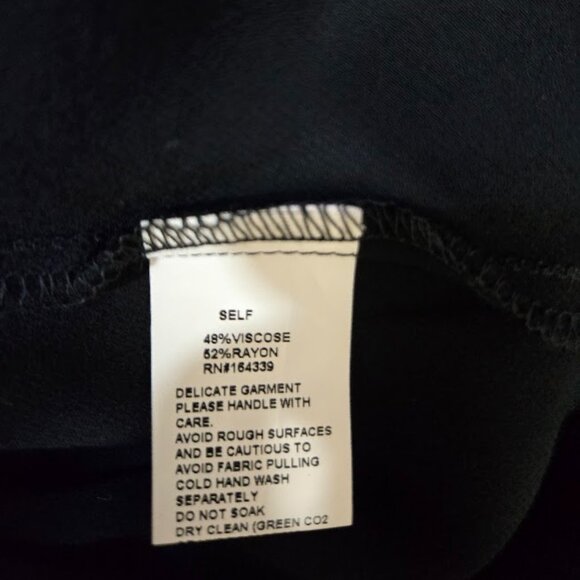 SELF
48%VISCOSE
52%RAYON
RN#164339
DELICATE GARMENT
PLEASE HANDLE WITH
CARE.
AVOID ROUGH SURFACES
AND BE CAUTIOUS TO
AVOID FABRIC PULLING
COLD HAND WASH
SEPARATELY
DO NOT SOAK
DRY CLEAN (GREEN CO2